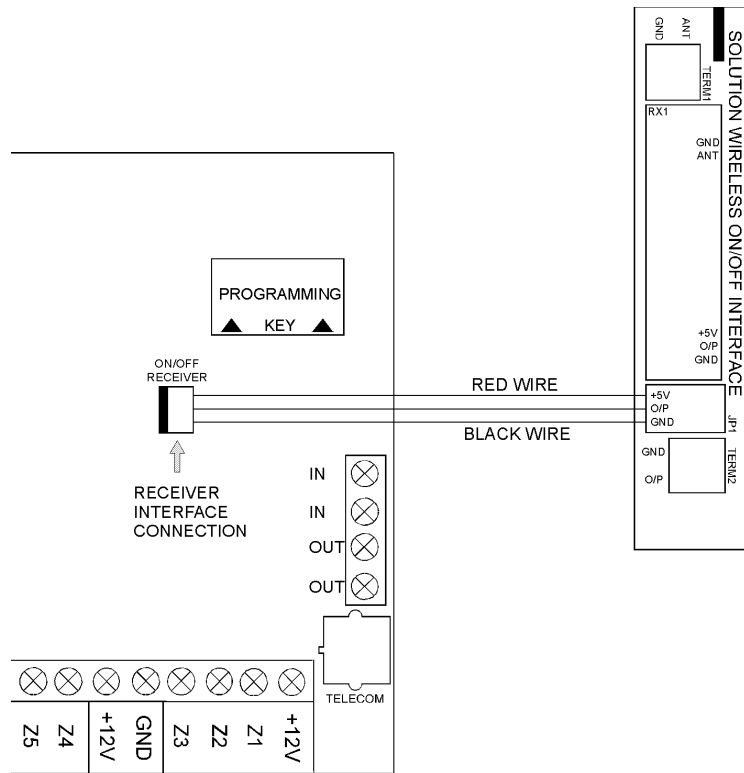 PROGRAMMING
KEY
ON/OFF
RECEIVER
RECEIVER
INTERFACE
CONNECTION
RED WIRE
BLACK WIRE
IN
IN
OUT
OUT
TELECOM
Z5
Z4
+12V
GND
Z3
Z2
Z1
+12V
SOLUTION WIRELESS ON/OFF INTERFACE
GND
ANT
TERM1
RX1
GND
ANT
+5V
O/P
GND
+5V
O/P
GND
JP1
GND
O/P
TERM2